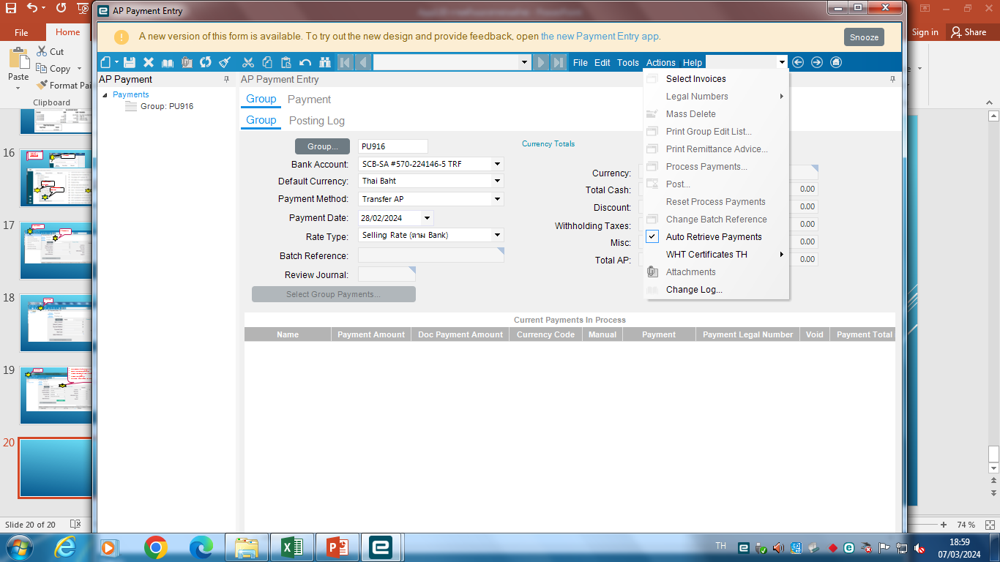 AP Payment Entry
File
Home
Sign in
Share
A new version of this form is available. To try out the new design and provide feedback, open the new Payment Entry app.
Snooze
Cut
Copy
Format Pai
Paste
Clipboard
File Edit Tools Actions Help
AP Payment
Payments
Group: PU916
AP Payment Entry
Group Payment
Group Posting Log
Group... PU916
Bank Account: SCB-SA #570-224146-5 TRF
Default Currency: Thai Baht
Payment Method: Transfer AP
Payment Date: 28/02/2024
Rate Type: Selling Rate (ตาม Bank)
Batch Reference:
Review Journal:
Select Group Payments...
Currency Totals
Currency:
Total Cash: 0.00
Discount: 0.00
Withholding Taxes: 0.00
Misc: 0.00
Total AP: 0.00
Select Invoices
Legal Numbers
Mass Delete
Print Group Edit List...
Print Remittance Advice...
Process Payments...
Post...
Reset Process Payments
Change Batch Reference
Auto Retrieve Payments
WHT Certificates TH
Attachments
Change Log...
Current Payments In Process
Name Payment Amount Doc Payment Amount Currency Code Manual Payment Payment Legal Number Void Payment Total
16
17
18
19
20
Slide 20 of 20
74 %
TH
18:59
07/03/2024